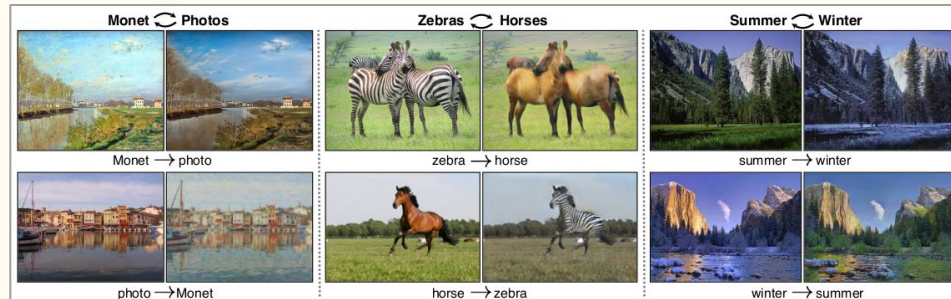 Monet ⇄ Photos
Zebras ⇄ Horses
Summer ⇄ Winter
Monet → photo
zebra → horse
summer → winter
photo → Monet
horse → zebra
winter → summer